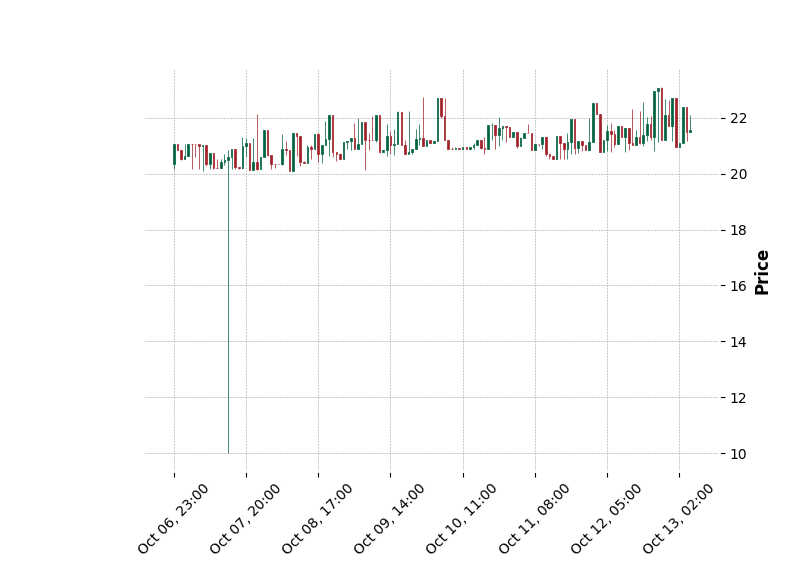 22
20
18
16
14
12
10
Price
Oct 06, 23:00
Oct 07, 20:00
Oct 08, 17:00
Oct 09, 14:00
Oct 10, 11:00
Oct 11, 08:00
Oct 12, 05:00
Oct 13, 02:00